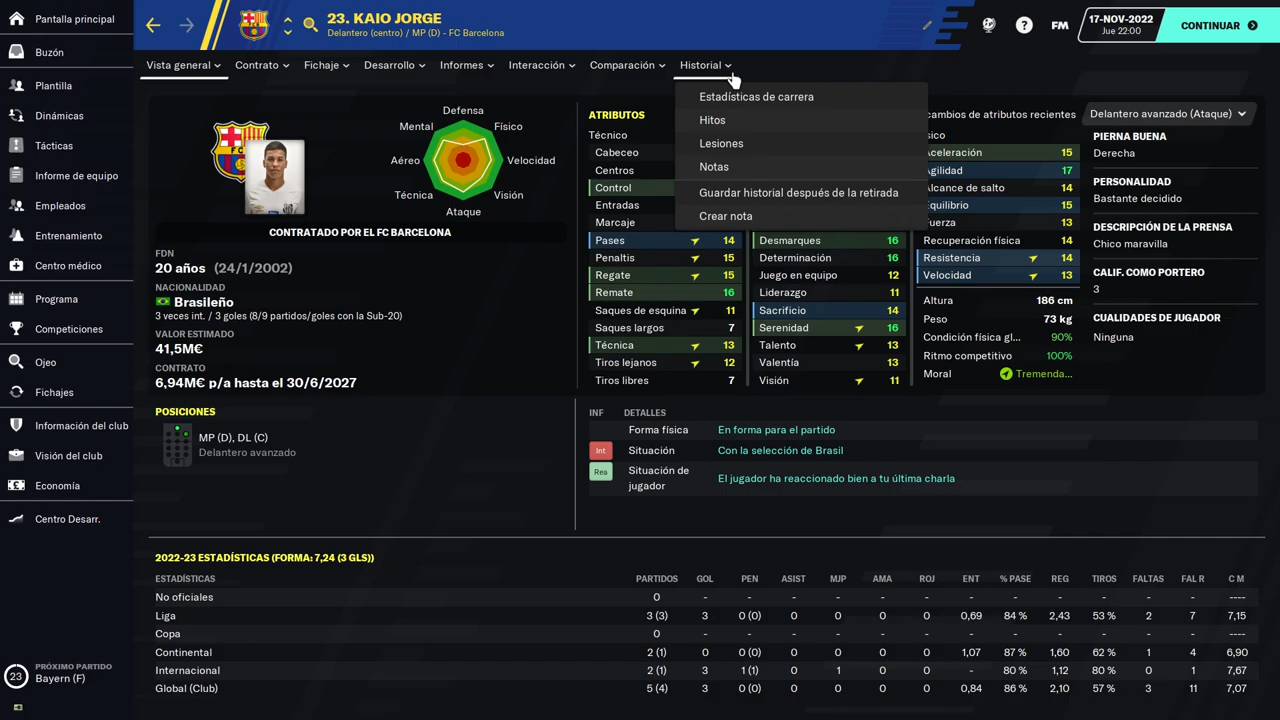 Pantalla principal
Buzón
Plantilla
Dinámicas
Tácticas
Informe de equipo
Empleados
Entrenamiento
Centro médico
Programa
Competiciones
Ojeo
Fichajes
Información del club
Visión del club
Economía
Centro Desarr.
23
PRÓXIMO PARTIDO
Bayern (F)
23. KAIO JORGE
Delantero (centro) / MP (D) - FC Barcelona
FM
17-NOV-2022
Jue 22:00
CONTINUAR
Vista general
Contrato
Fichaje
Desarrollo
Informes
Interacción
Comparación
Historial
Estadísticas de carrera
Hitos
Lesiones
Notas
Guardar historial después de la retirada
Crear nota
Defensa
Mental
Físico
Aéreo
Velocidad
Técnica
Visión
Ataque
CONTRATADO POR EL FC BARCELONA
FDN
20 años (24/1/2002)
NACIONALIDAD
Brasileño
3 veces int. / 3 goles (8/9 partidos/goles con la Sub-20)
VALOR ESTIMADO
41,5M€
CONTRATO
6,94M€ p/a hasta el 30/6/2027
ATRIBUTOS
cambios de atributos recientes
Delantero avanzado (Ataque)
Técnico
Cabeceo
Centros
Control
Entradas
Marcaje
Pases 14
Penaltis 15
Regate 15
Remate 16
Saques de esquina 11
Saques largos 7
Técnica 13
Tiros lejanos 12
Tiros libres 7
Desmarques 16
Determinación 16
Juego en equipo 12
Liderazgo 11
Sacrificio 14
Serenidad 16
Talento 13
Valentía 13
Visión 11
sico
celeración 15
gilidad 17
lcance de salto 14
quilibrio 15
uerza 13
Recuperación física 14
Resistencia 14
Velocidad 13
Altura 186 cm
Peso 73 kg
Condición física gl... 90%
Ritmo competitivo 100%
Moral Tremenda...
PIERNA BUENA
Derecha
PERSONALIDAD
Bastante decidido
DESCRIPCIÓN DE LA PRENSA
Chico maravilla
CALIF. COMO PORTERO
3
CUALIDADES DE JUGADOR
Ninguna
POSICIONES
MP (D), DL (C)
Delantero avanzado
INF DETALLES
Forma física En forma para el partido
Int Situación Con la selección de Brasil
Rea Situación de jugador El jugador ha reaccionado bien a tu última charla
2022-23 ESTADÍSTICAS (FORMA: 7,24 (3 GLS))
ESTADÍSTICAS PARTIDOS GOL PEN ASIST MJP AMA ROJ ENT % PASE REG TIROS FALTAS FAL R C M
No oficiales 0 - - - - - - - - - - - - ----
Liga 3 (3) 3 0 (0) 0 0 0 0 0,69 84 % 2,43 53 % 2 7 7,15
Copa 0 - - - - - - - - - - - - ----
Continental 2 (1) 0 0 (0) 0 0 0 0 1,07 87 % 1,60 62 % 1 4 6,90
Internacional 2 (1) 3 1 (1) 0 1 0 0 - 80 % 1,12 80 % 0 1 7,67
Global (Club) 5 (4) 3 0 (0) 0 0 0 0 0,84 86 % 2,10 57 % 3 11 7,07